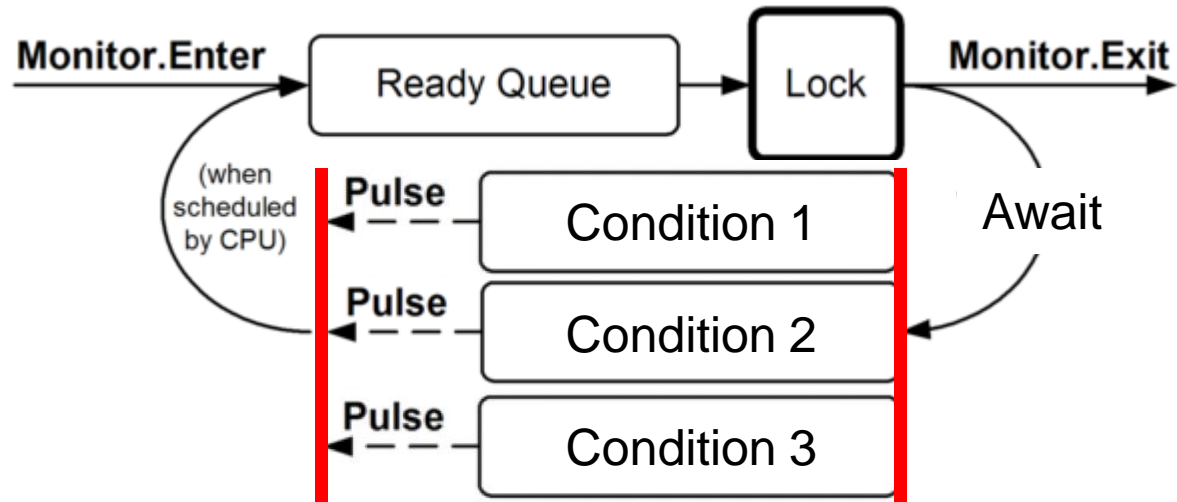 Monitor.Enter
Ready Queue
Lock
Monitor.Exit
(when
scheduled
by CPU)
Pulse
Condition 1
Await
Pulse
Condition 2
Pulse
Condition 3